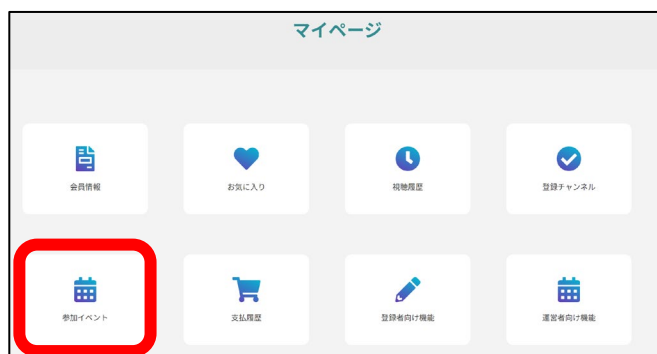 マイページ
会員情報
お気に入り
視聴履歴
登録チャンネル
参加イベント
支払履歴
登録者向け機能
運営者向け機能